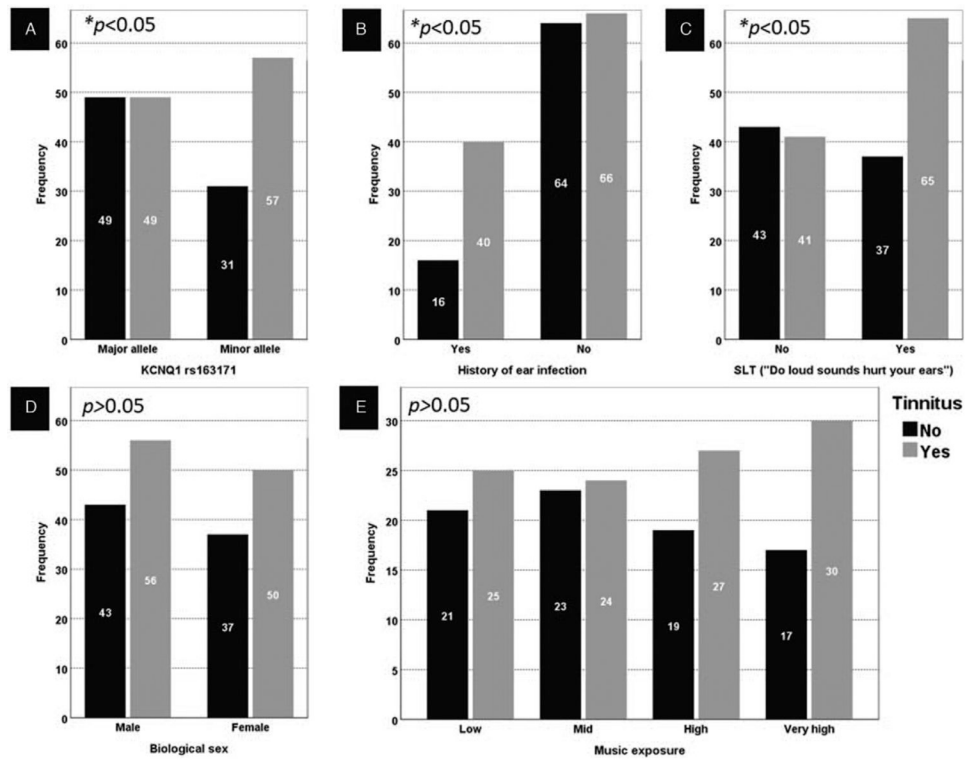 A
*p<0.05
60
50
40
30
20
10
0
Frequency
49
49
31
57
Major allele
Minor allele
KCNQ1 rs163171
B
*p<0.05
60
50
40
30
20
10
0
Frequency
16
40
64
66
Yes
No
History of ear infection
C
*p<0.05
60
50
40
30
20
10
0
Frequency
43
41
37
65
No
Yes
SLT ("Do loud sounds hurt your ears")
D
p>0.05
60
50
40
30
20
10
0
Frequency
43
56
37
50
Male
Female
Biological sex
E
p>0.05
30
25
20
15
10
5
0
Frequency
21
25
23
24
19
27
17
30
Low
Mid
High
Very high
Music exposure
Tinnitus
No
Yes